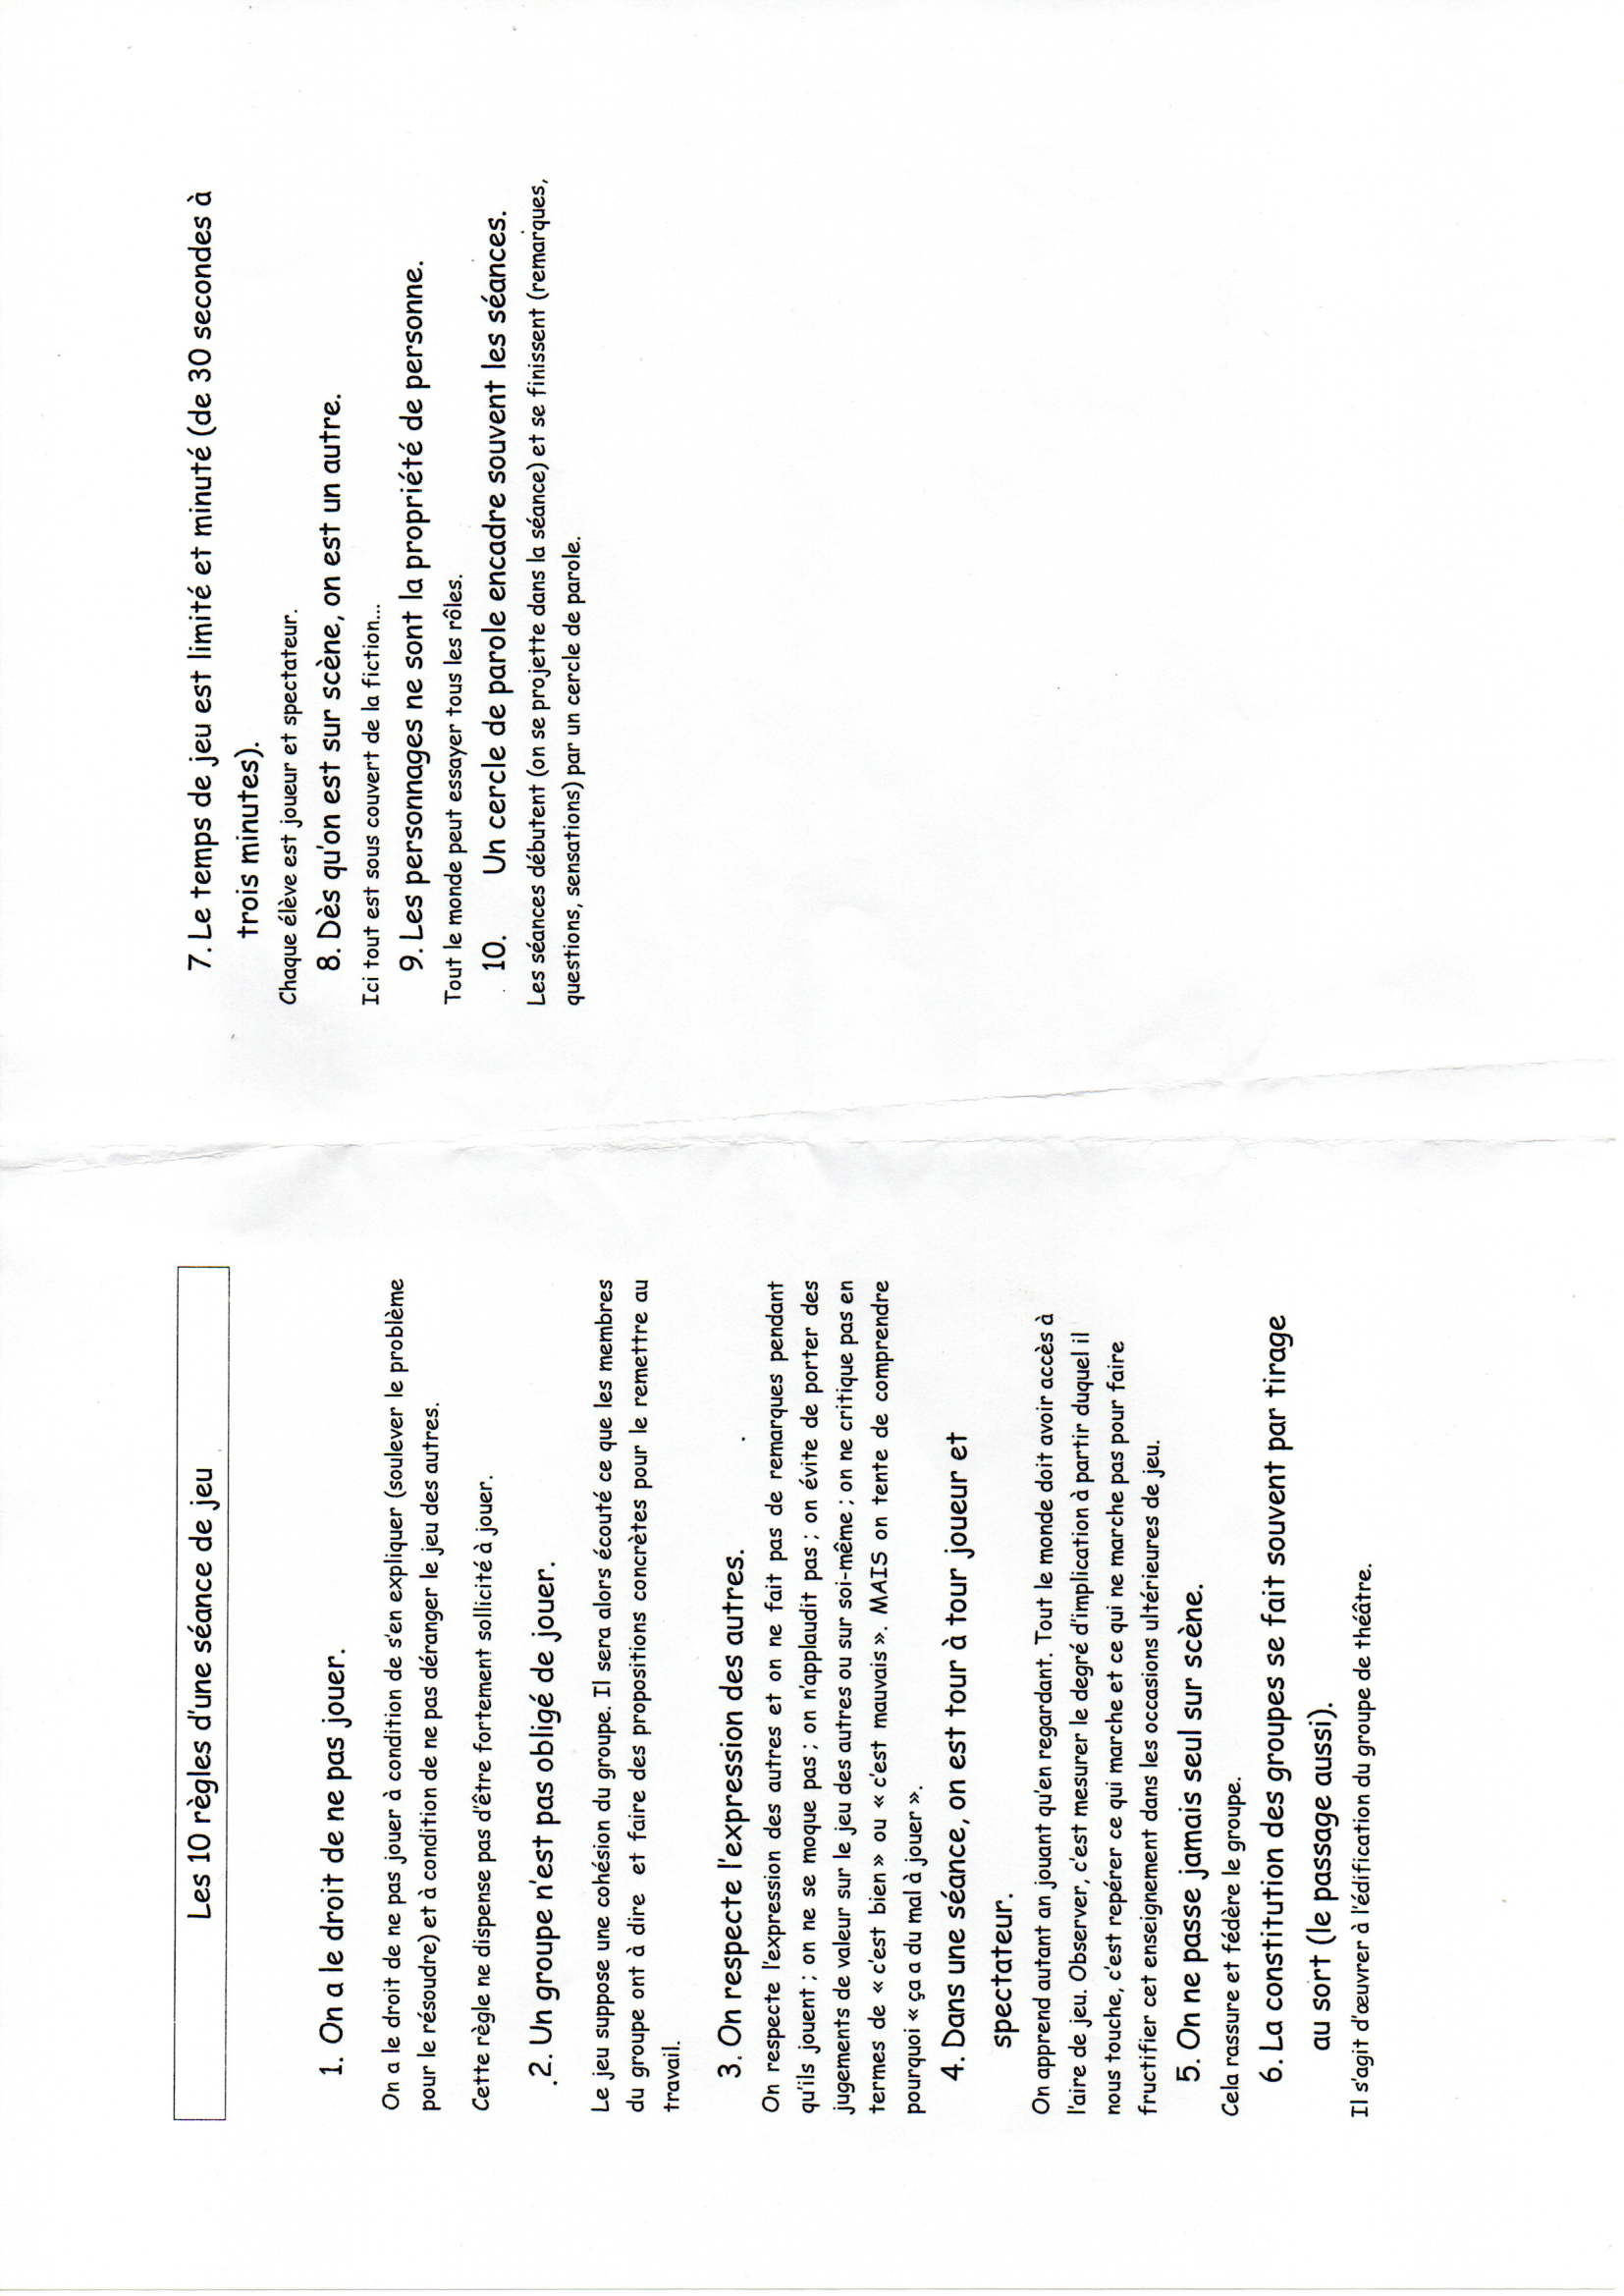 Les 10 règles d'une séance de jeu
1. On a le droit de ne pas jouer.
On a le droit de ne pas jouer à condition de s'en expliquer (soulever le problème
pour le résoudre) et à condition de ne pas déranger le jeu des autres.
Cette règle ne dispense pas d'être fortement sollicité à jouer.
2. Un groupe n'est pas obligé de jouer.
Le jeu suppose une cohésion du groupe. Il sera alors écouté ce que les membres
du groupe ont à dire et faire des propositions concrètes pour le remettre au
travail.
3. On respecte l'expression des autres.
On respecte l'expression des autres et on ne fait pas de remarques pendant
qu'ils jouent ; on ne se moque pas ; on n'applaudit pas ; on évite de porter des
jugements de valeur sur le jeu des autres ou sur soi-même ; on ne critique pas en
termes de « c'est bien » ou « c'est mauvais ». MAIS on tente de comprendre
pourquoi « ça a du mal à jouer ».
4. Dans une séance, on est tour à tour joueur et
spectateur.
On apprend autant an jouant qu'en regardant. Tout le monde doit avoir accès à
l'aire de jeu. Observer, c'est mesurer le degré d'implication à partir duquel il
nous touche, c'est repérer ce qui marche et ce qui ne marche pas pour faire
fructifier cet enseignement dans les occasions ultérieures de jeu.
5. On ne passe jamais seul sur scène.
Cela rassure et fédère le groupe.
6. La constitution des groupes se fait souvent par tirage
au sort (le passage aussi).
Il s'agit d'œuvrer à l'édification du groupe de théâtre.
7. Le temps de jeu est limité et minuté (de 30 secondes à
trois minutes).
Chaque élève est joueur et spectateur.
8. Dès qu'on est sur scène, on est un autre.
Ici tout est sous couvert de la fiction...
9. Les personnages ne sont la propriété de personne.
Tout le monde peut essayer tous les rôles.
10. Un cercle de parole encadre souvent les séances.
Les séances débutent (on se projette dans la séance) et se finissent (remarques,
questions, sensations) par un cercle de parole.